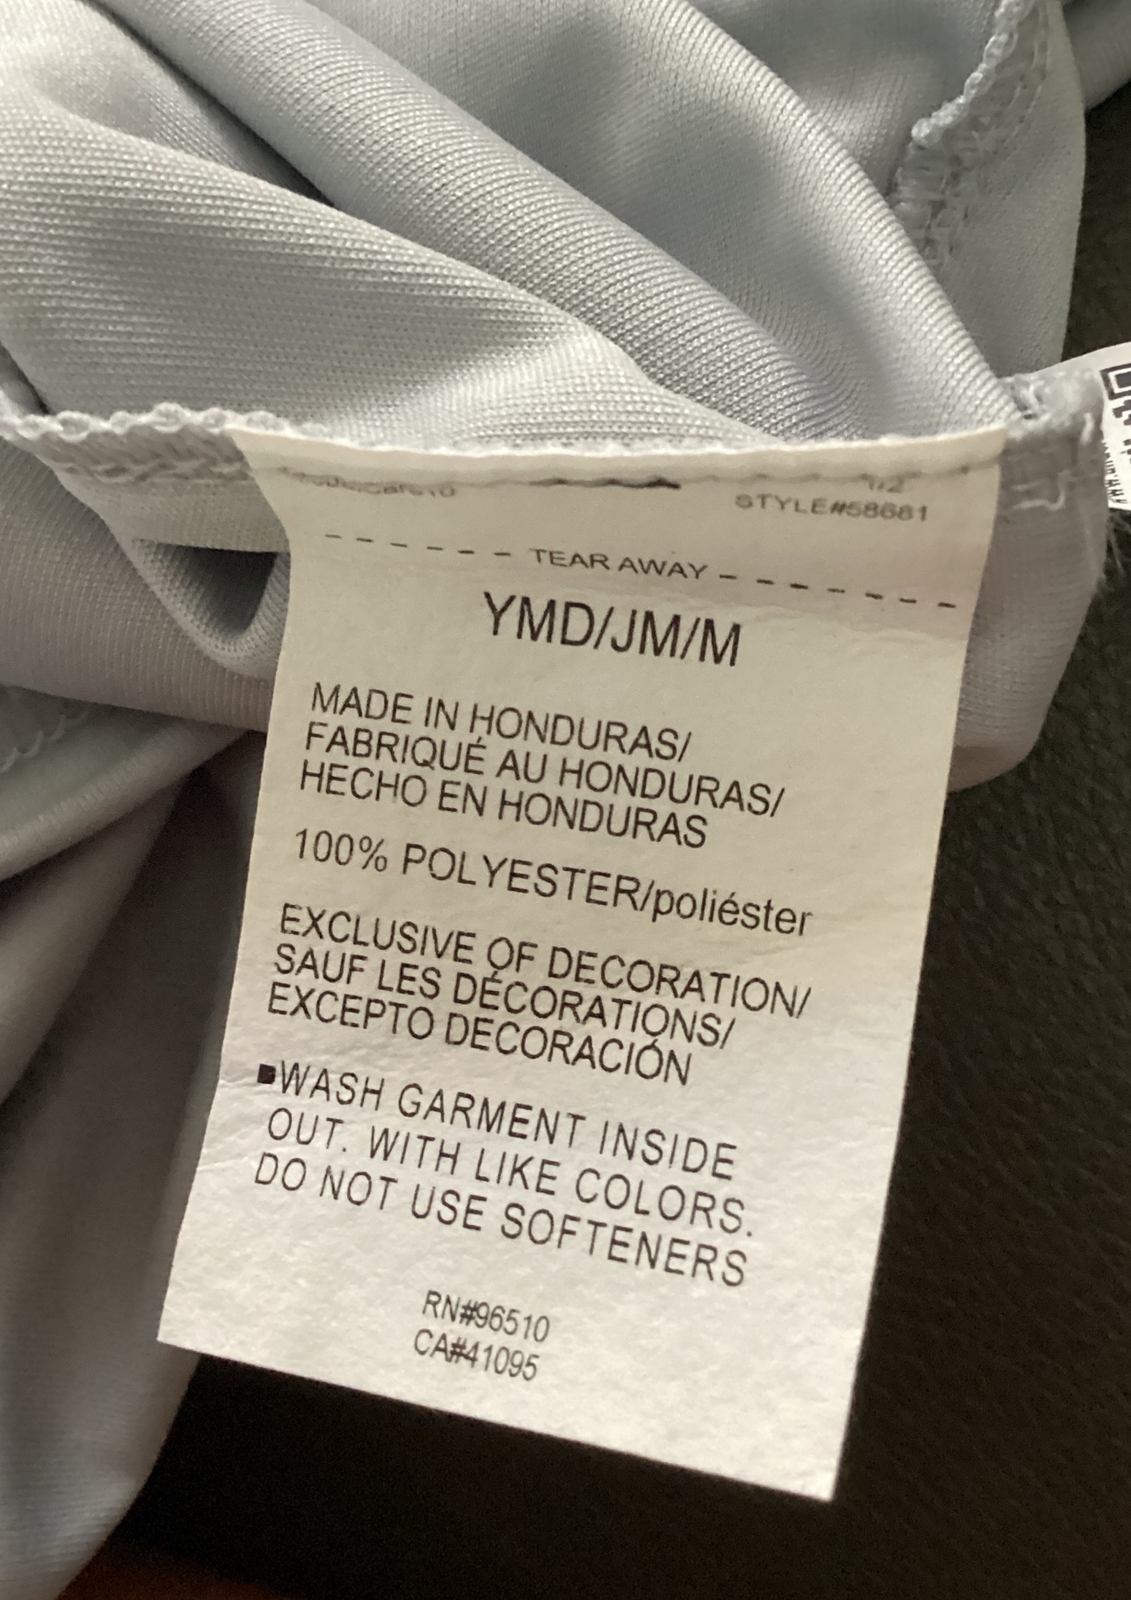 1/2
STYLE#58681
TEAR AWAY
YMD/JM/M
MADE IN HONDURAS/
FABRIQUÉ AU HONDURAS/
HECHO EN HONDURAS
100% POLYESTER/poliéster
EXCLUSIVE OF DECORATION/
SAUF LES DÉCORATIONS/
EXCEPTO DECORACIÓN
■WASH GARMENT INSIDE
OUT. WITH LIKE COLORS.
DO NOT USE SOFTENERS
RN#96510
CA#41095